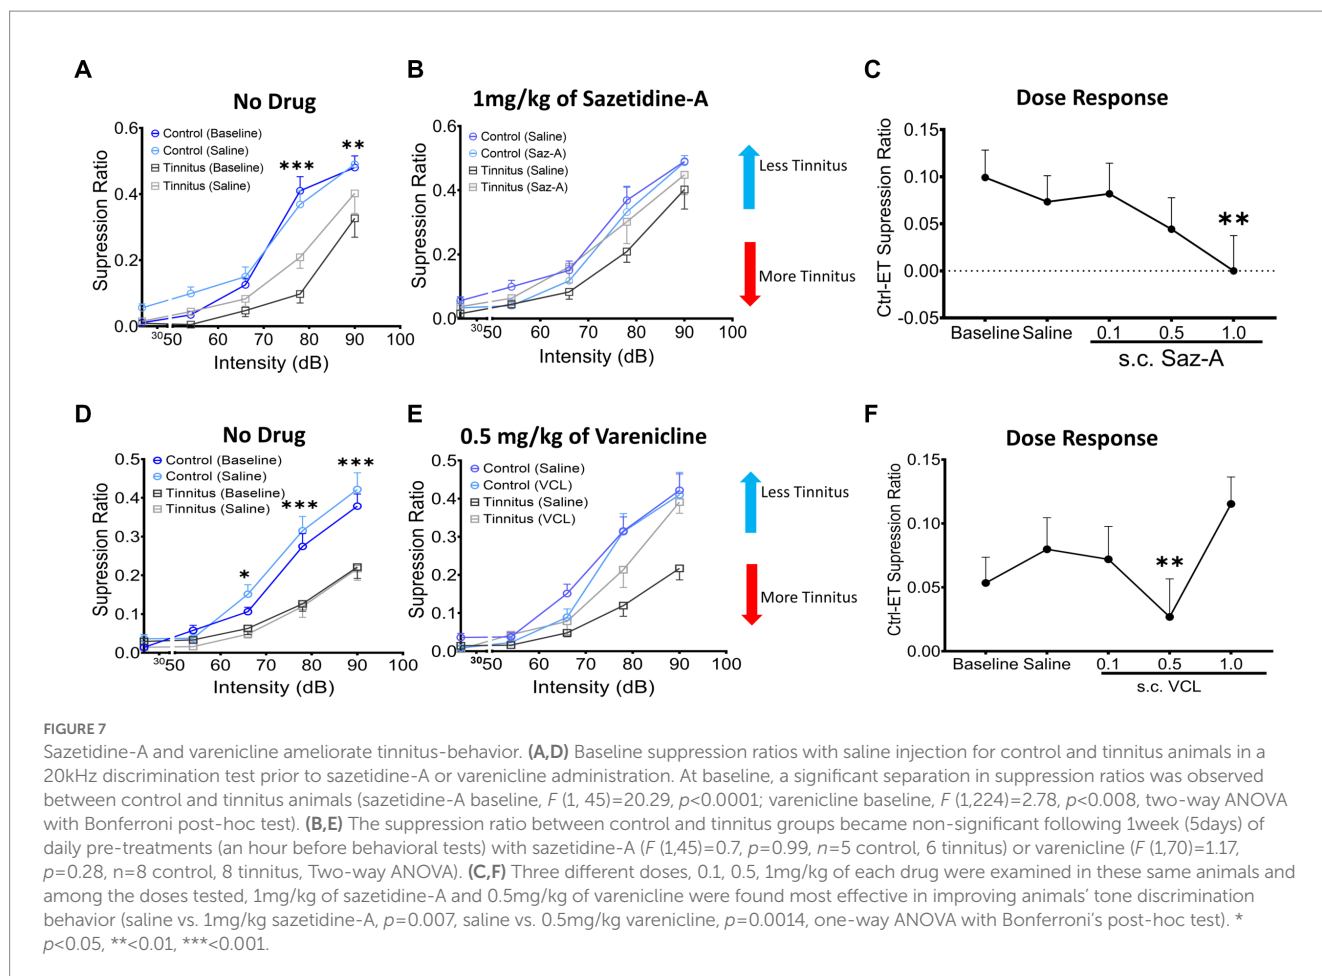 A
No Drug
Supression Ratio
0.6
0.4
0.2
0.0
Control (Baseline)
Control (Saline)
Tinnitus (Baseline)
Tinnitus (Saline)
***
**
30
50 60 70 80 90 100
Intensity (dB)
B
1mg/kg of Sazetidine-A
Supression Ratio
0.6
0.4
0.2
0.0
Control (Saline)
Control (Saz-A)
Tinnitus (Saline)
Tinnitus (Saz-A)
30
50 60 70 80 90 100
Intensity (dB)
Less Tinnitus
More Tinnitus
C
Dose Response
Ctrl-ET Supression Ratio
0.15
0.10
0.05
0.00
-0.05
**
Baseline Saline 0.1 0.5 1.0
s.c. Saz-A
D
No Drug
Supression Ratio
0.5
0.4
0.3
0.2
0.1
0.0
Control (Baseline)
Control (Saline)
Tinnitus (Baseline)
Tinnitus (Saline)
*
***
***
30
50 60 70 80 90 100
Intensity (dB)
E
0.5 mg/kg of Varenicline
Supression Ratio
0.5
0.4
0.3
0.2
0.1
0.0
Control (Saline)
Control (VCL)
Tinnitus (Saline)
Tinnitus (VCL)
30
50 60 70 80 90 100
Intensity (dB)
Less Tinnitus
More Tinnitus
F
Dose Response
Ctrl-ET Supression Ratio
0.15
0.10
0.05
0.00
**
Baseline Saline 0.1 0.5 1.0
s.c. VCL
FIGURE 7
Sazetidine-A and varenicline ameliorate tinnitus-behavior. (A,D) Baseline suppression ratios with saline injection for control and tinnitus animals in a
20kHz discrimination test prior to sazetidine-A or varenicline administration. At baseline, a significant separation in suppression ratios was observed
between control and tinnitus animals (sazetidine-A baseline, F (1, 45)=20.29, p<0.0001; varenicline baseline, F (1,224)=2.78, p<0.008, two-way ANOVA
with Bonferroni post-hoc test). (B,E) The suppression ratio between control and tinnitus groups became non-significant following 1week (5days) of
daily pre-treatments (an hour before behavioral tests) with sazetidine-A (F (1,45)=0.7, p=0.99, n=5 control, 6 tinnitus) or varenicline (F (1,70)=1.17,
p=0.28, n=8 control, 8 tinnitus, Two-way ANOVA). (C,F) Three different doses, 0.1, 0.5, 1mg/kg of each drug were examined in these same animals and
among the doses tested, 1mg/kg of sazetidine-A and 0.5mg/kg of varenicline were found most effective in improving animals’ tone discrimination
behavior (saline vs. 1mg/kg sazetidine-A, p=0.007, saline vs. 0.5mg/kg varenicline, p=0.0014, one-way ANOVA with Bonferroni’s post-hoc test). *
p<0.05, **<0.01, ***<0.001.